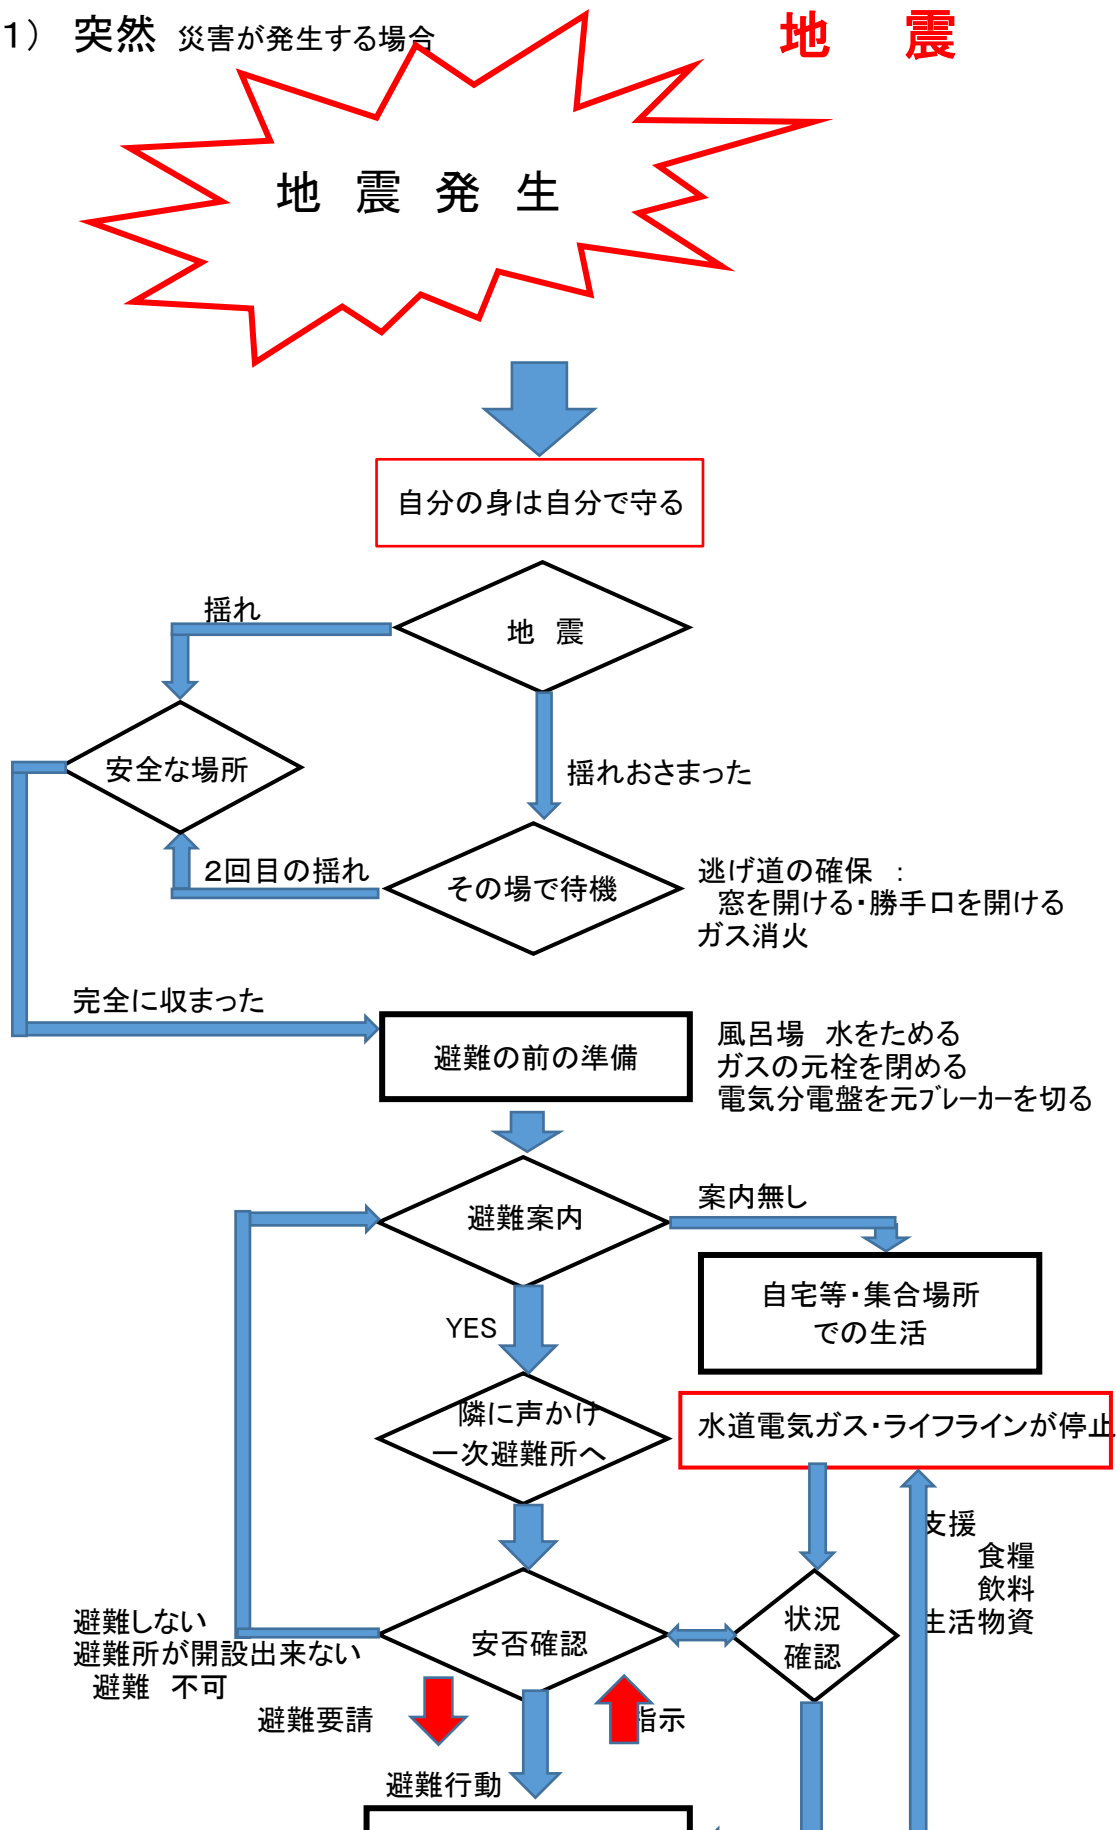 1） 突然 災害が発生する場合
地 震
地 震 発 生
自分の身は自分で守る
揺れ
地 震
安全な場所
揺れおさまった
2回目の揺れ
その場で待機
逃げ道の確保 ：
窓を開ける・勝手口を開ける
ガス消火
完全に収まった
避難の前の準備
風呂場 水をためる
ガスの元栓を閉める
電気分電盤を元ﾌﾞﾚｰｶｰを切る
避難案内
案内無し
自宅等・集合場所
での生活
YES
隣に声かけ
一次避難所へ
水道電気ガス・ライフラインが停止
支援
食糧
飲料
生活物資
避難しない
避難所が開設出来ない
避難 不可
安否確認
状況
確認
避難要請
指示
避難行動